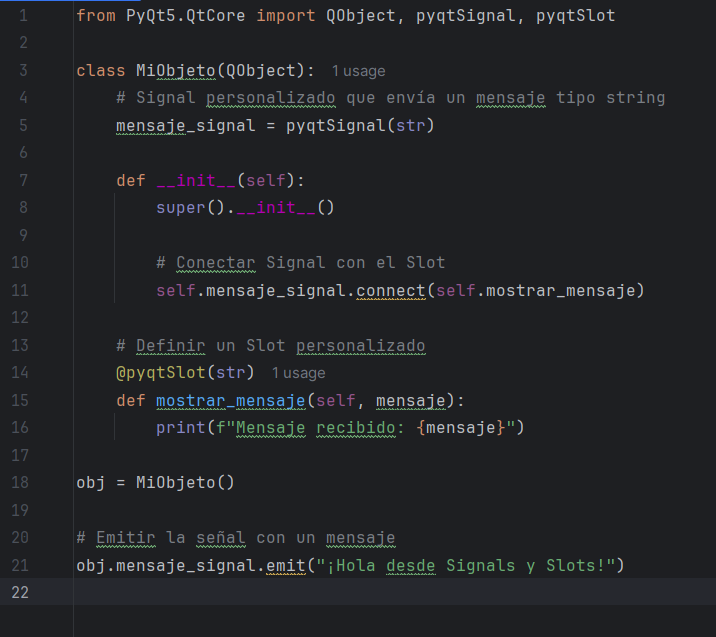 1 from PyQt5.QtCore import QObject, pyqtSignal, pyqtSlot
2
3 class MiObjeto(QObject): 1 usage
4     # Signal personalizado que envía un mensaje tipo string
5     mensaje_signal = pyqtSignal(str)
6
7     def __init__(self):
8         super().__init__()
9
10         # Conectar Signal con el Slot
11         self.mensaje_signal.connect(self.mostrar_mensaje)
12
13     # Definir un Slot personalizado
14     @pyqtSlot(str) 1 usage
15     def mostrar_mensaje(self, mensaje):
16         print(f"Mensaje recibido: {mensaje}")
17
18 obj = MiObjeto()
19
20 # Emitir la señal con un mensaje
21 obj.mensaje_signal.emit("¡Hola desde Signals y Slots!")
22